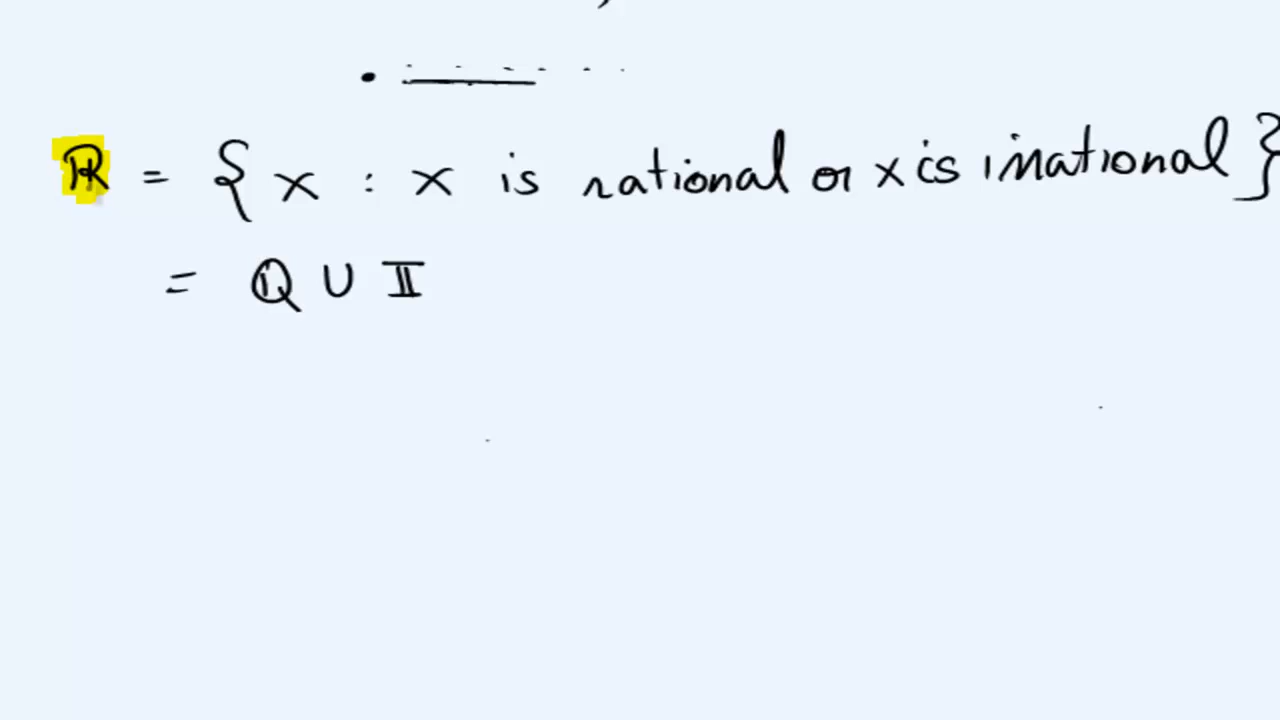 ℝ = { x : x is rational or x is irrational }
= ℚ ∪ 𝕀